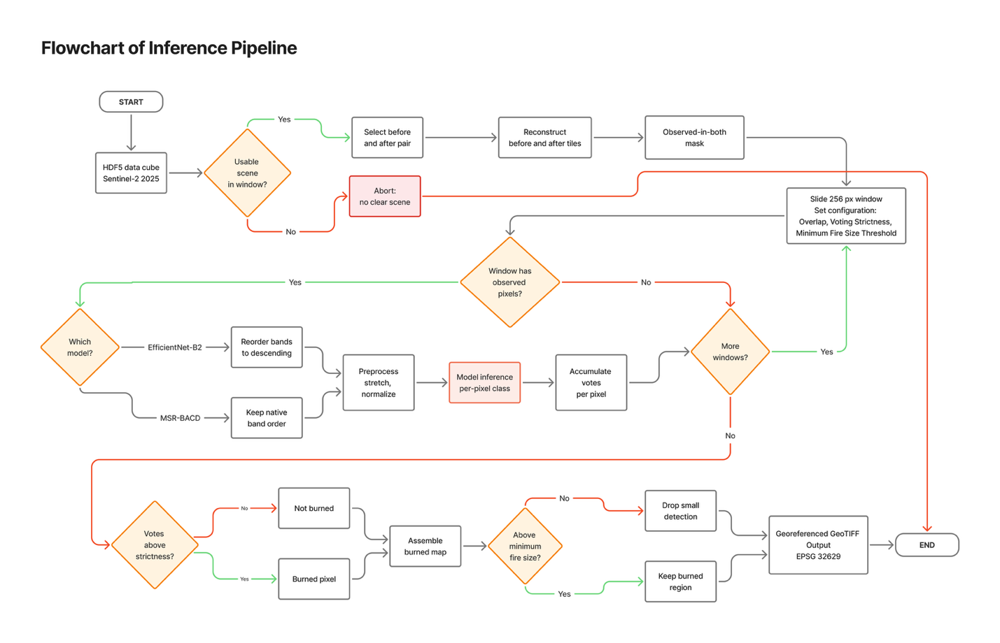 Flowchart of Inference Pipeline
START
HDF5 data cube
Sentinel-2 2025
Usable
scene
in window?
Yes
No
Select before
and after pair
Reconstruct
before and after tiles
Observed-in-both
mask
Abort:
no clear scene
Slide 256 px window
Set configuration:
Overlap, Voting Strictness,
Minimum Fire Size Threshold
Window has
observed
pixels?
Yes
No
Which
model?
EfficientNet-B2
MSR-BACD
Reorder bands
to descending
Keep native
band order
Preprocess
stretch,
normalize
Model inference
per-pixel class
Accumulate
votes
per pixel
More
windows?
Yes
No
Votes
above
strictness?
No
Yes
Not burned
Burned pixel
Assemble
burned map
Above
minimum
fire size?
No
Yes
Drop small
detection
Keep burned
region
Georeferenced GeoTIFF
Output
EPSG 32629
END